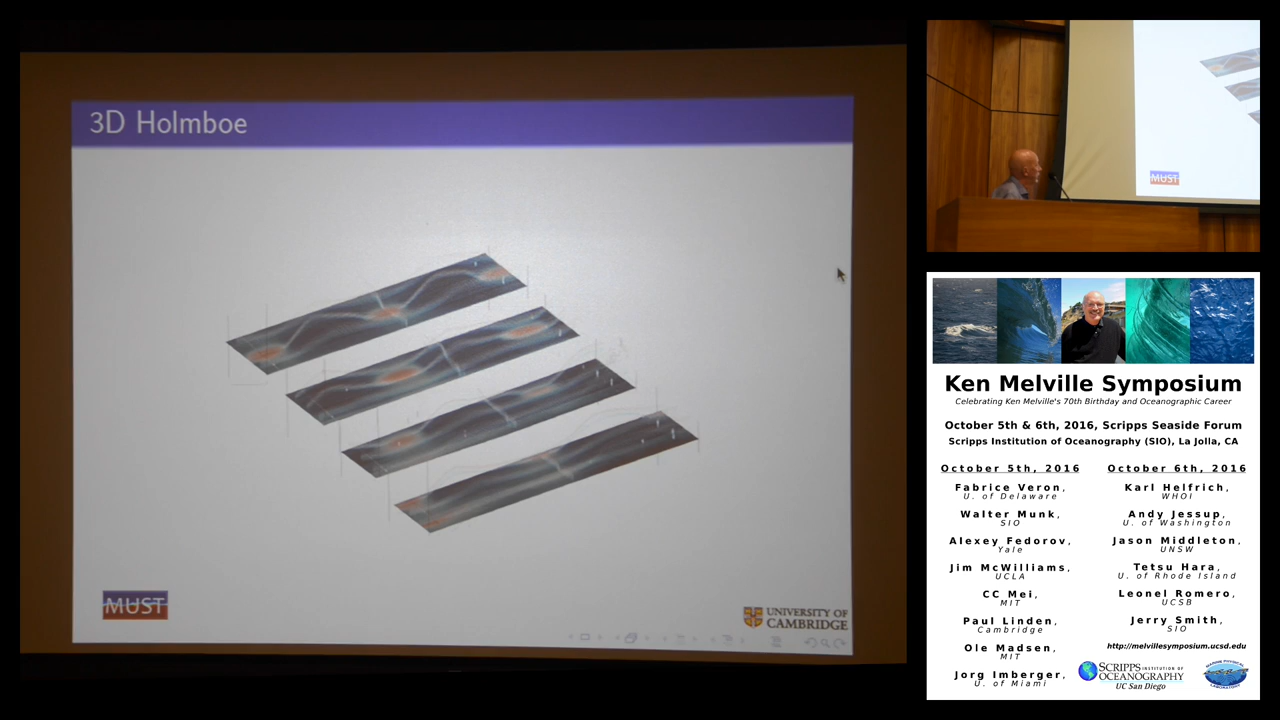 3D Holmboe
MUST
UNIVERSITY OF
CAMBRIDGE
MUST
Ken Melville Symposium
Celebrating Ken Melville's 70th Birthday and Oceanographic Career
October 5th & 6th, 2016, Scripps Seaside Forum
Scripps Institution of Oceanography (SIO), La Jolla, CA
October 5th, 2016
Fabrice Veron,
U. of Delaware
Walter Munk,
SIO
Alexey Fedorov,
Yale
Jim McWilliams,
UCLA
CC Mei,
MIT
Paul Linden,
Cambridge
Ole Madsen,
MIT
Jorg Imberger,
U. of Miami
October 6th, 2016
Karl Helfrich,
WHOI
Andy Jessup,
U. of Washington
Jason Middleton,
UNSW
Tetsu Hara,
U. of Rhode Island
Leonel Romero,
UCSB
Jerry Smith,
SIO
http://melvillesymposium.ucsd.edu
SCRIPPS INSTITUTION OF
OCEANOGRAPHY
UC San Diego